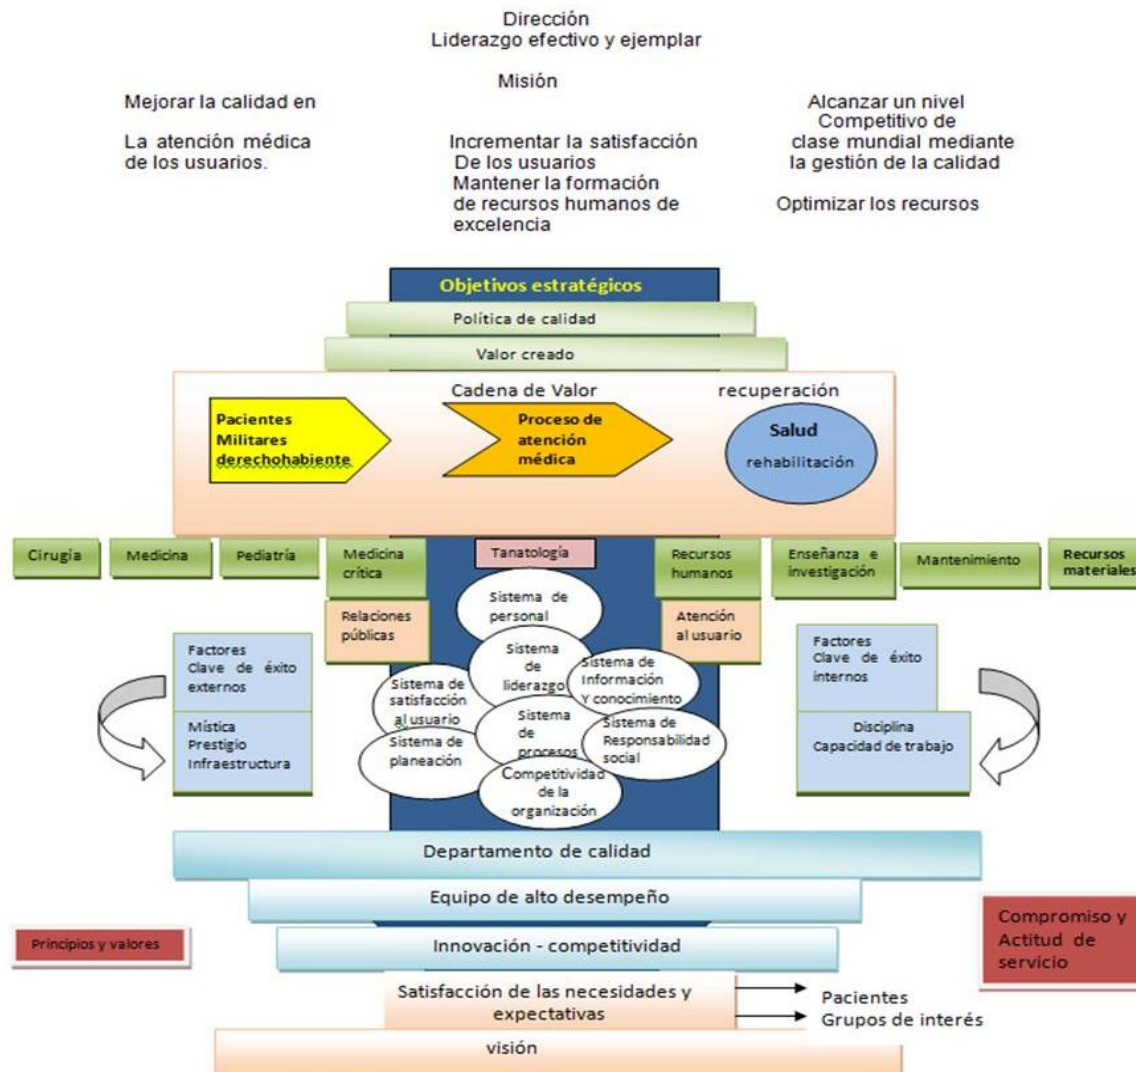 Dirección
Liderazgo efectivo y ejemplar
Misión
Mejorar la calidad en
La atención médica
de los usuarios.
Incrementar la satisfacción
De los usuarios
Mantener la formación
de recursos humanos de
excelencia
Alcanzar un nivel
Competitivo de
clase mundial mediante
la gestión de la calidad
Optimizar los recursos
Objetivos estratégicos
Política de calidad
Valor creado
Cadena de Valor
recuperación
Pacientes
Militares
derechohabiente
Proceso de
atención
médica
Salud
rehabilitación
Cirugía
Medicina
Pediatría
Medicina
crítica
Tanatología
Recursos
humanos
Enseñanza e
investigación
Mantenimiento
Recursos
materiales
Relaciones
públicas
Atención
al usuario
Sistema de
personal
Sistema
de
liderazgo
Sistema de
Información
Y conocimiento
Sistema de
satisfacción
al usuario
Sistema
de
procesos
Sistema de
Responsabilidad
social
Sistema de
planeación
Competitividad
de la
organización
Factores
Clave de éxito
externos
Mística
Prestigio
Infraestructura
Factores
Clave de éxito
internos
Disciplina
Capacidad de trabajo
Departamento de calidad
Equipo de alto desempeño
Innovación - competitividad
Principios y valores
Compromiso y
Actitud de
servicio
Satisfacción de las necesidades y
expectativas
Pacientes
Grupos de interés
visión